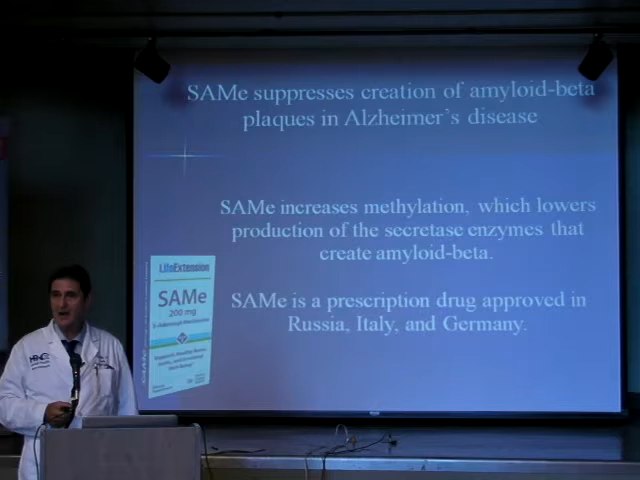 SAMe suppresses creation of amyloid-beta
plaques in Alzheimer's disease
SAMe increases methylation, which lowers
production of the secretase enzymes that
create amyloid-beta.
SAMe is a prescription drug approved in
Russia, Italy, and Germany.
LifeExtension
SAMe
200 mg